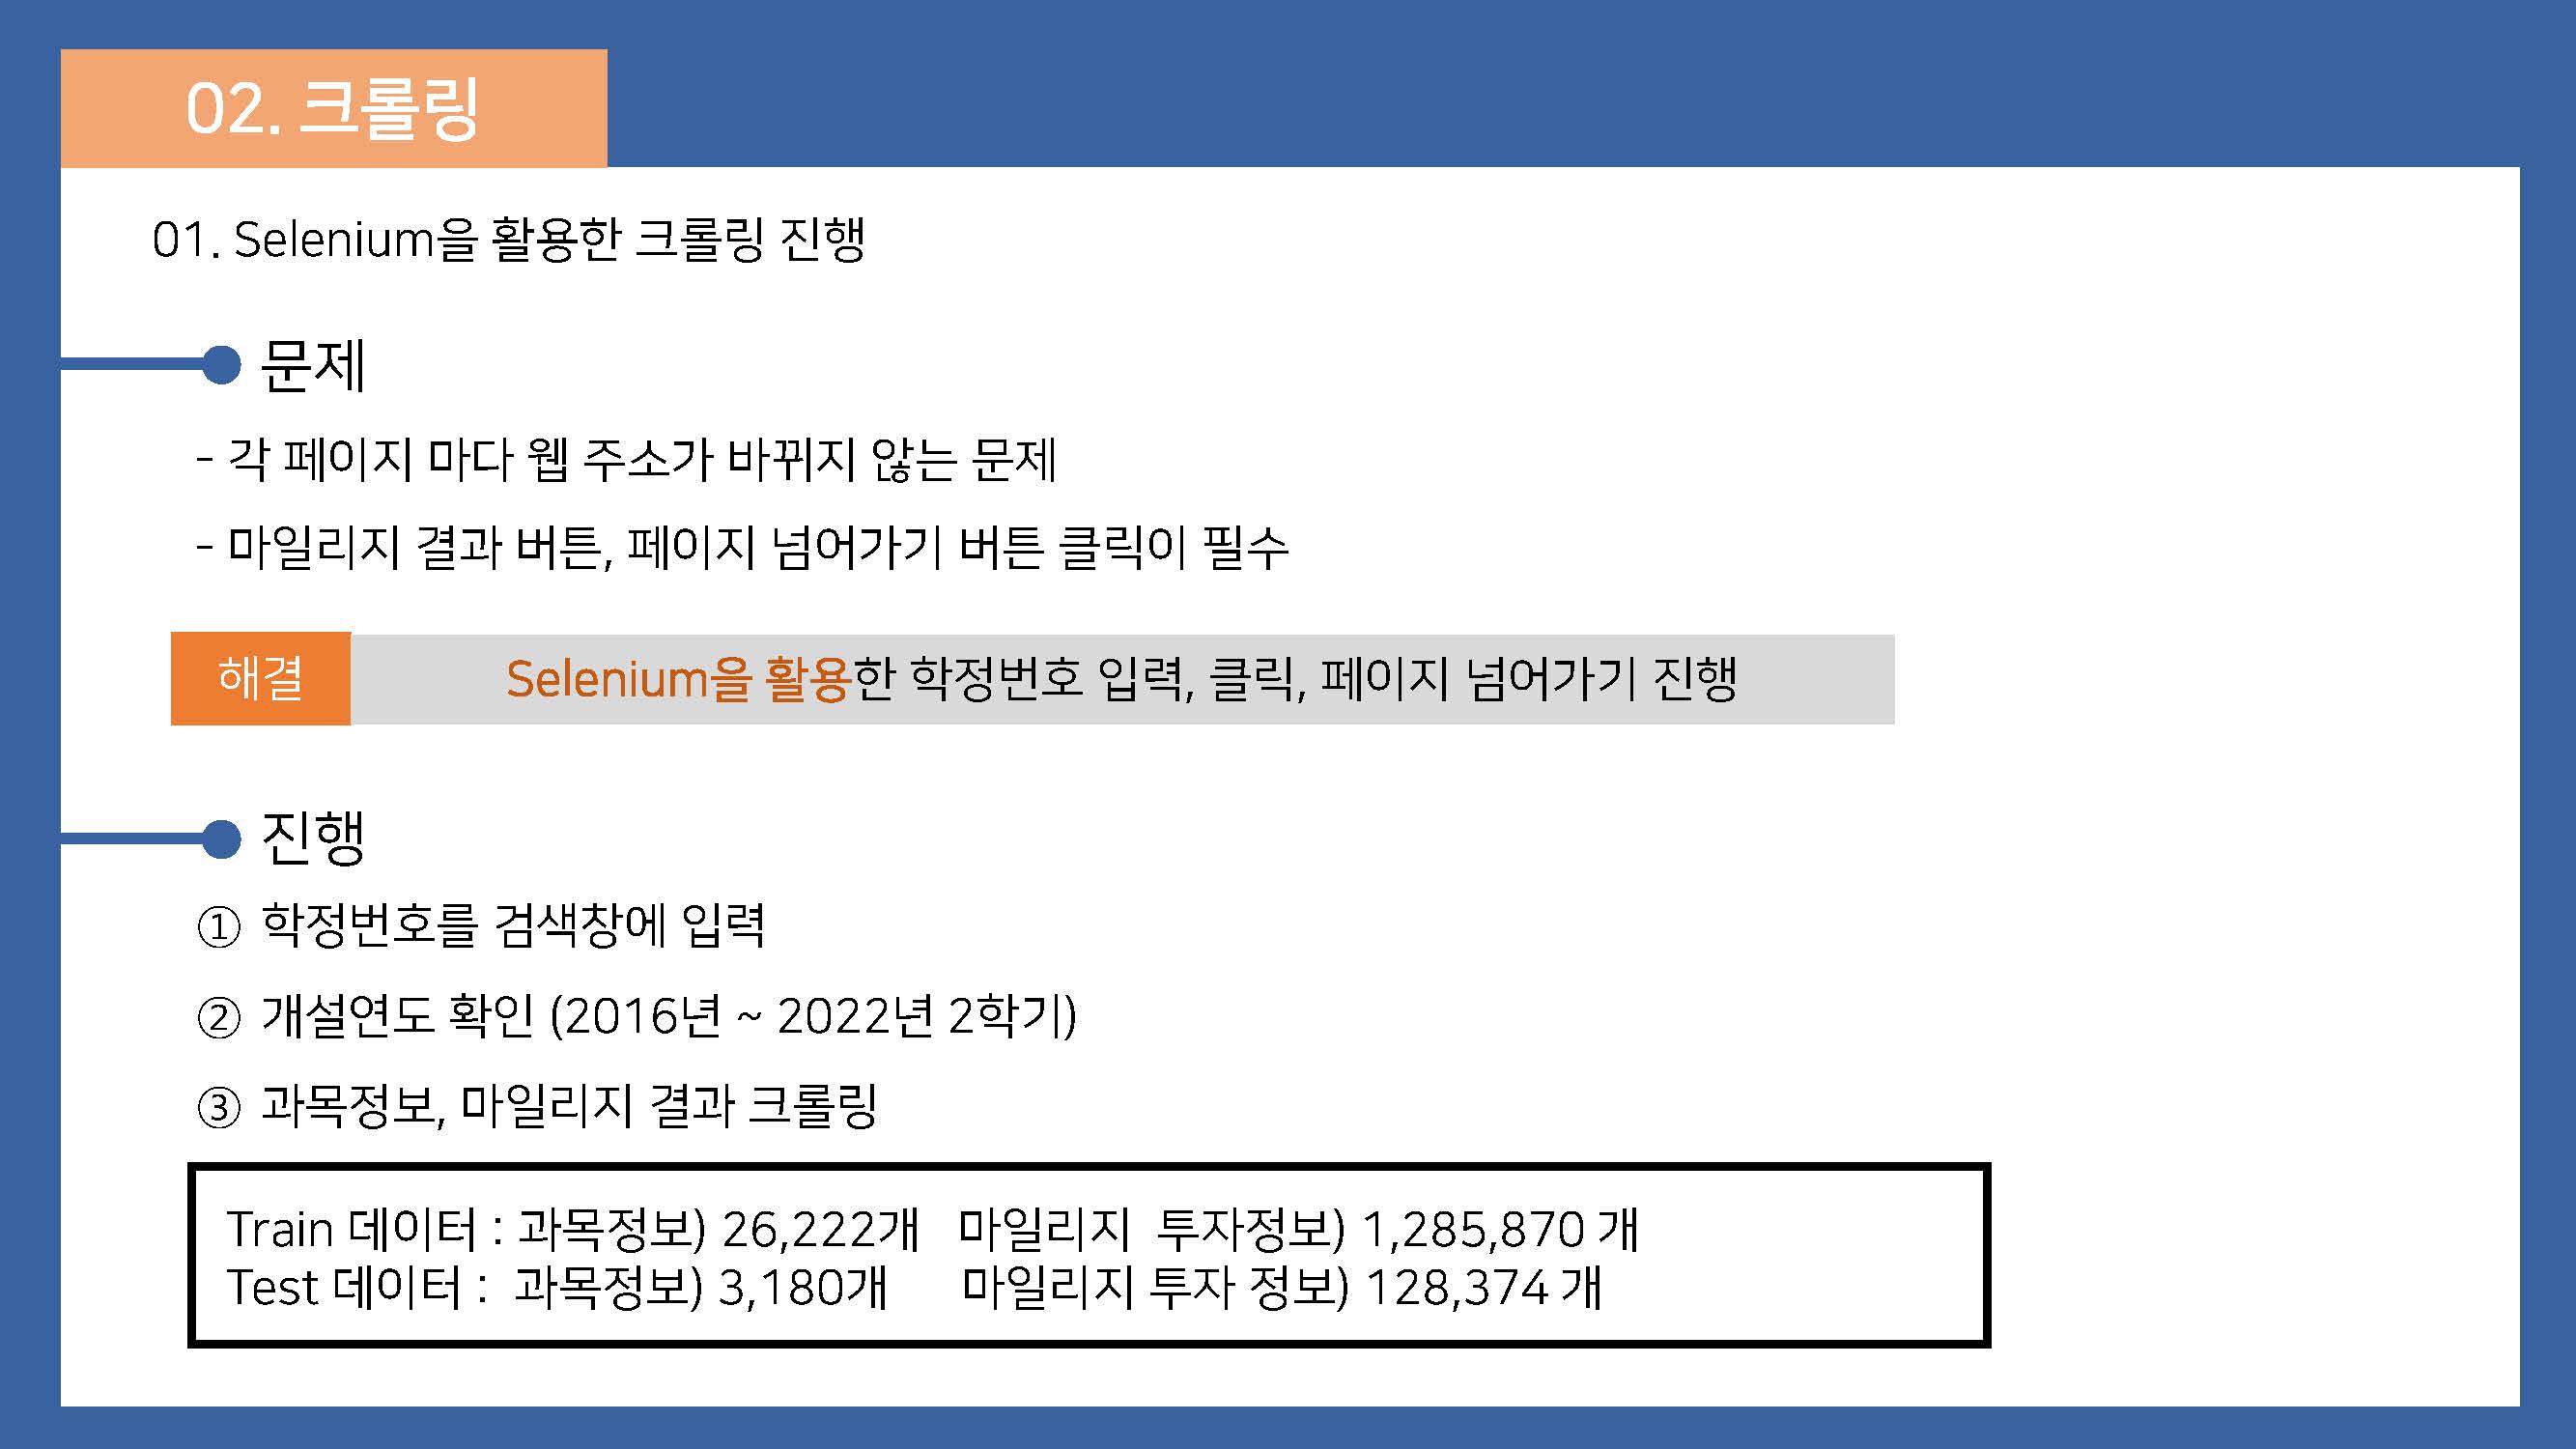 02. 크롤링
01. Selenium을 활용한 크롤링 진행
문제
- 각 페이지 마다 웹 주소가 바뀌지 않는 문제
- 마일리지 결과 버튼, 페이지 넘어가기 버튼 클릭이 필수
해결 Selenium을 활용한 학정번호 입력, 클릭, 페이지 넘어가기 진행
진행
① 학정번호를 검색창에 입력
② 개설연도 확인 (2016년 ~ 2022년 2학기)
③ 과목정보, 마일리지 결과 크롤링
Train 데이터 : 과목정보) 26,222개 마일리지 투자정보) 1,285,870 개
Test 데이터 : 과목정보) 3,180개 마일리지 투자 정보) 128,374 개